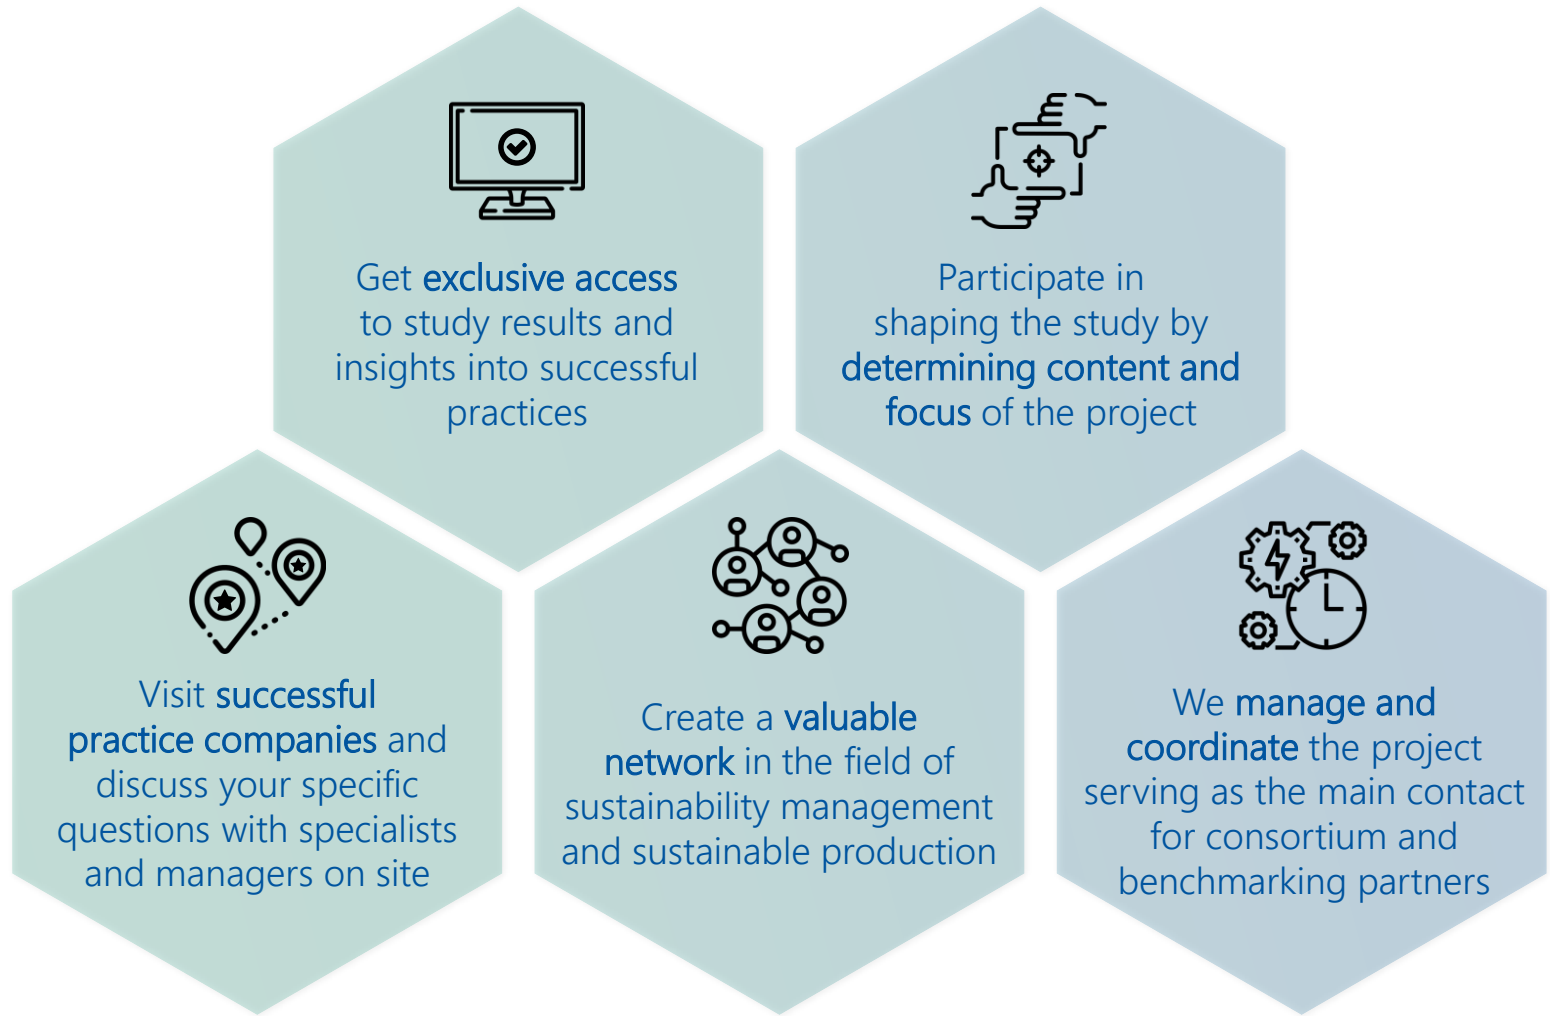 Get exclusive access
to study results and
insights into successful
practices
Participate in
shaping the study by
determining content and
focus of the project
Visit successful
practice companies and
discuss your specific
questions with specialists
and managers on site
Create a valuable
network in the field of
sustainability management
and sustainable production
We manage and
coordinate the project
serving as the main contact
for consortium and
benchmarking partners